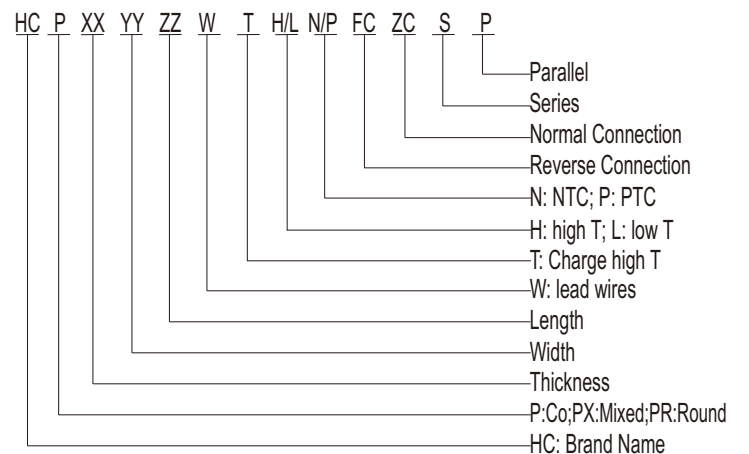 HC P XX YY ZZ W T H/L N/P FC ZC S P
Parallel
Series
Normal Connection
Reverse Connection
N: NTC; P: PTC
H: high T; L: low T
T: Charge high T
W: lead wires
Length
Width
Thickness
P:Co;PX:Mixed;PR:Round
HC: Brand Name